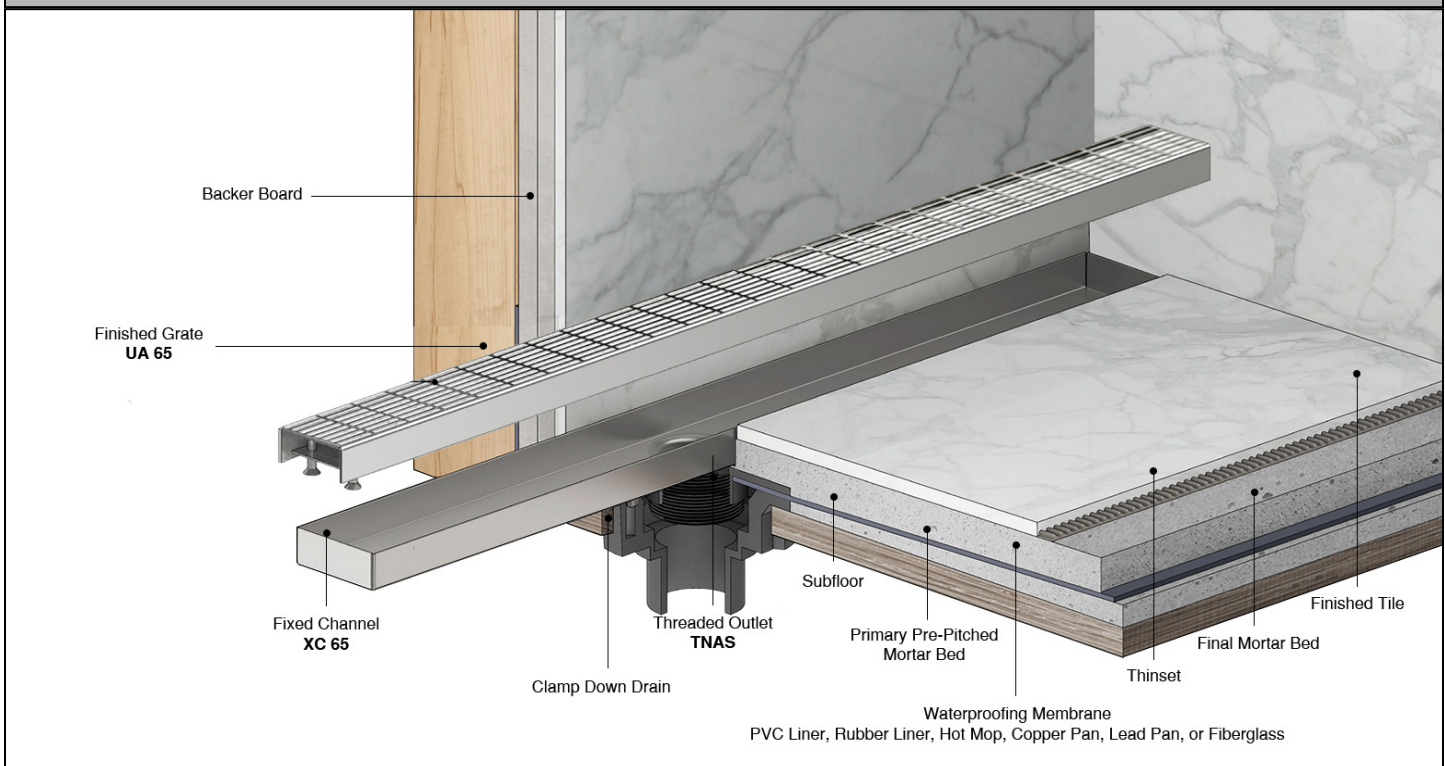 Backer Board
Finished Grate
UA 65
Fixed Channel
XC 65
Clamp Down Drain
Threaded Outlet
TNAS
Subfloor
Primary Pre-Pitched
Mortar Bed
Waterproofing Membrane
PVC Liner, Rubber Liner, Hot Mop, Copper Pan, Lead Pan, or Fiberglass
Thinset
Final Mortar Bed
Finished Tile